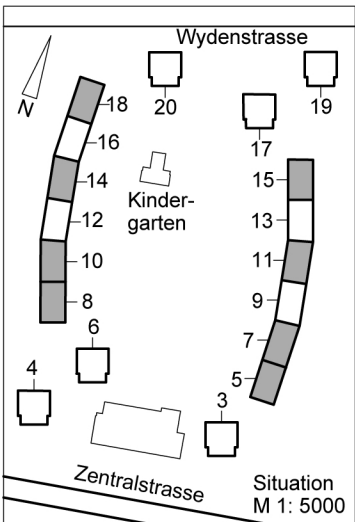 Wydenstrasse
N
18
20
19
16
17
14
15
Kinder-
garten
12
13
10
11
8
9
6
7
4
5
3
Zentralstrasse
Situation
M 1: 5000